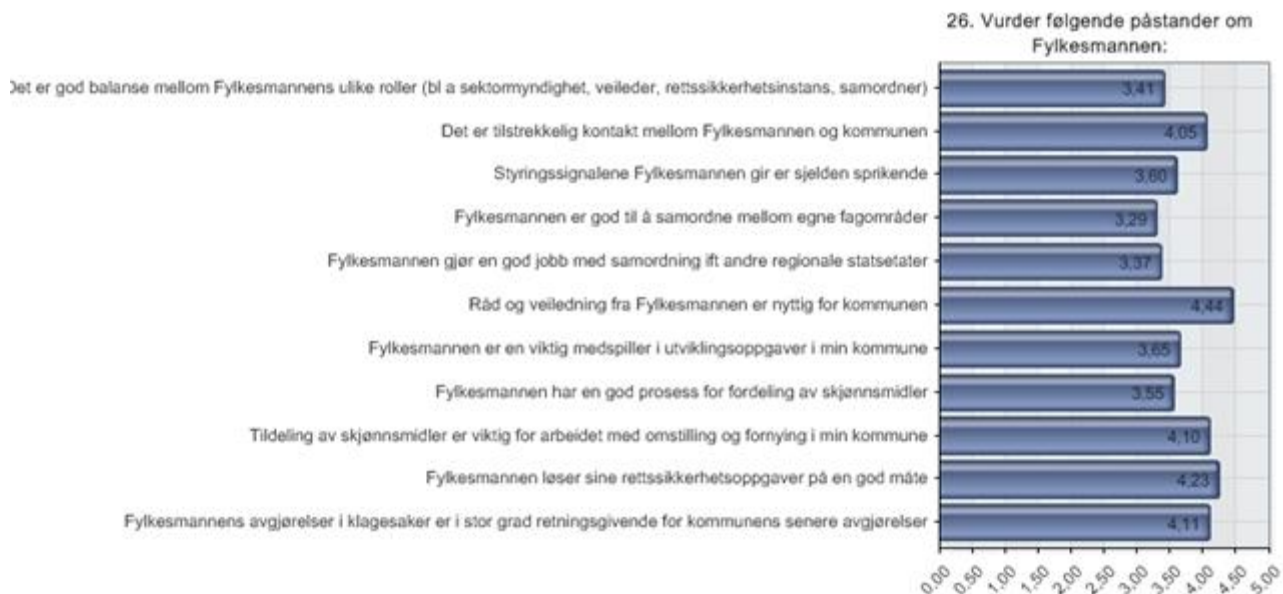 26. Vurder følgende påstander om
Fylkesmannen:
Det er god balanse mellom Fylkesmannens ulike roller (bl a sektormyndighet, veileder, rettssikkerhetsinstans, samordner)
3,41
Det er tilstrekkelig kontakt mellom Fylkesmannen og kommunen
4,05
Styringssignalene Fylkesmannen gir er sjelden sprikende
3,60
Fylkesmannen er god til å samordne mellom egne fagområder
3,29
Fylkesmannen gjør en god jobb med samordning ift andre regionale statsetater
3,37
Råd og veiledning fra Fylkesmannen er nyttig for kommunen
4,44
Fylkesmannen er en viktig medspiller i utviklingsoppgaver i min kommune
3,65
Fylkesmannen har en god prosess for fordeling av skjønnsmidler
3,55
Tildeling av skjønnsmidler er viktig for arbeidet med omstilling og fornying i min kommune
4,10
Fylkesmannen løser sine rettssikkerhetsoppgaver på en god måte
4,23
Fylkesmannens avgjørelser i klagesaker er i stor grad retningsgivende for kommunens senere avgjørelser
4,11
0,00 0,50 1,00 1,50 2,00 2,50 3,00 3,50 4,00 4,50 5,00